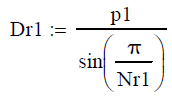 Dr1 := p1 / sin(π / Nr1)